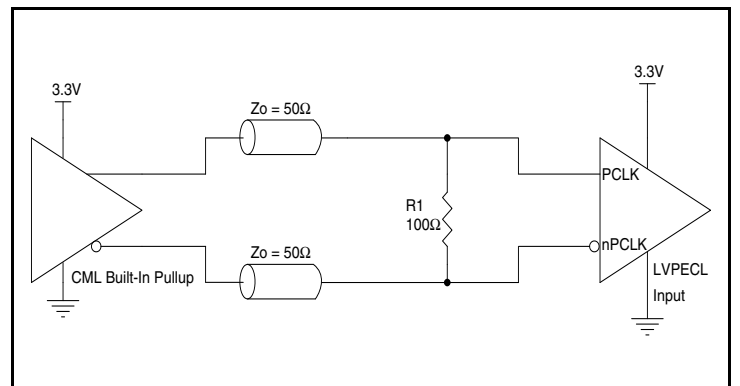 3.3V
3.3V
Zo = 50Ω
PCLK
R1
100Ω
nPCLK
Zo = 50Ω
CML Built-In Pullup
LVPECL
Input